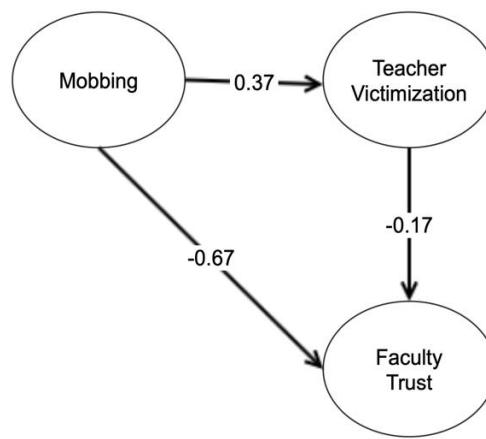 Mobbing
0.37
Teacher
Victimization
-0.67
-0.17
Faculty
Trust